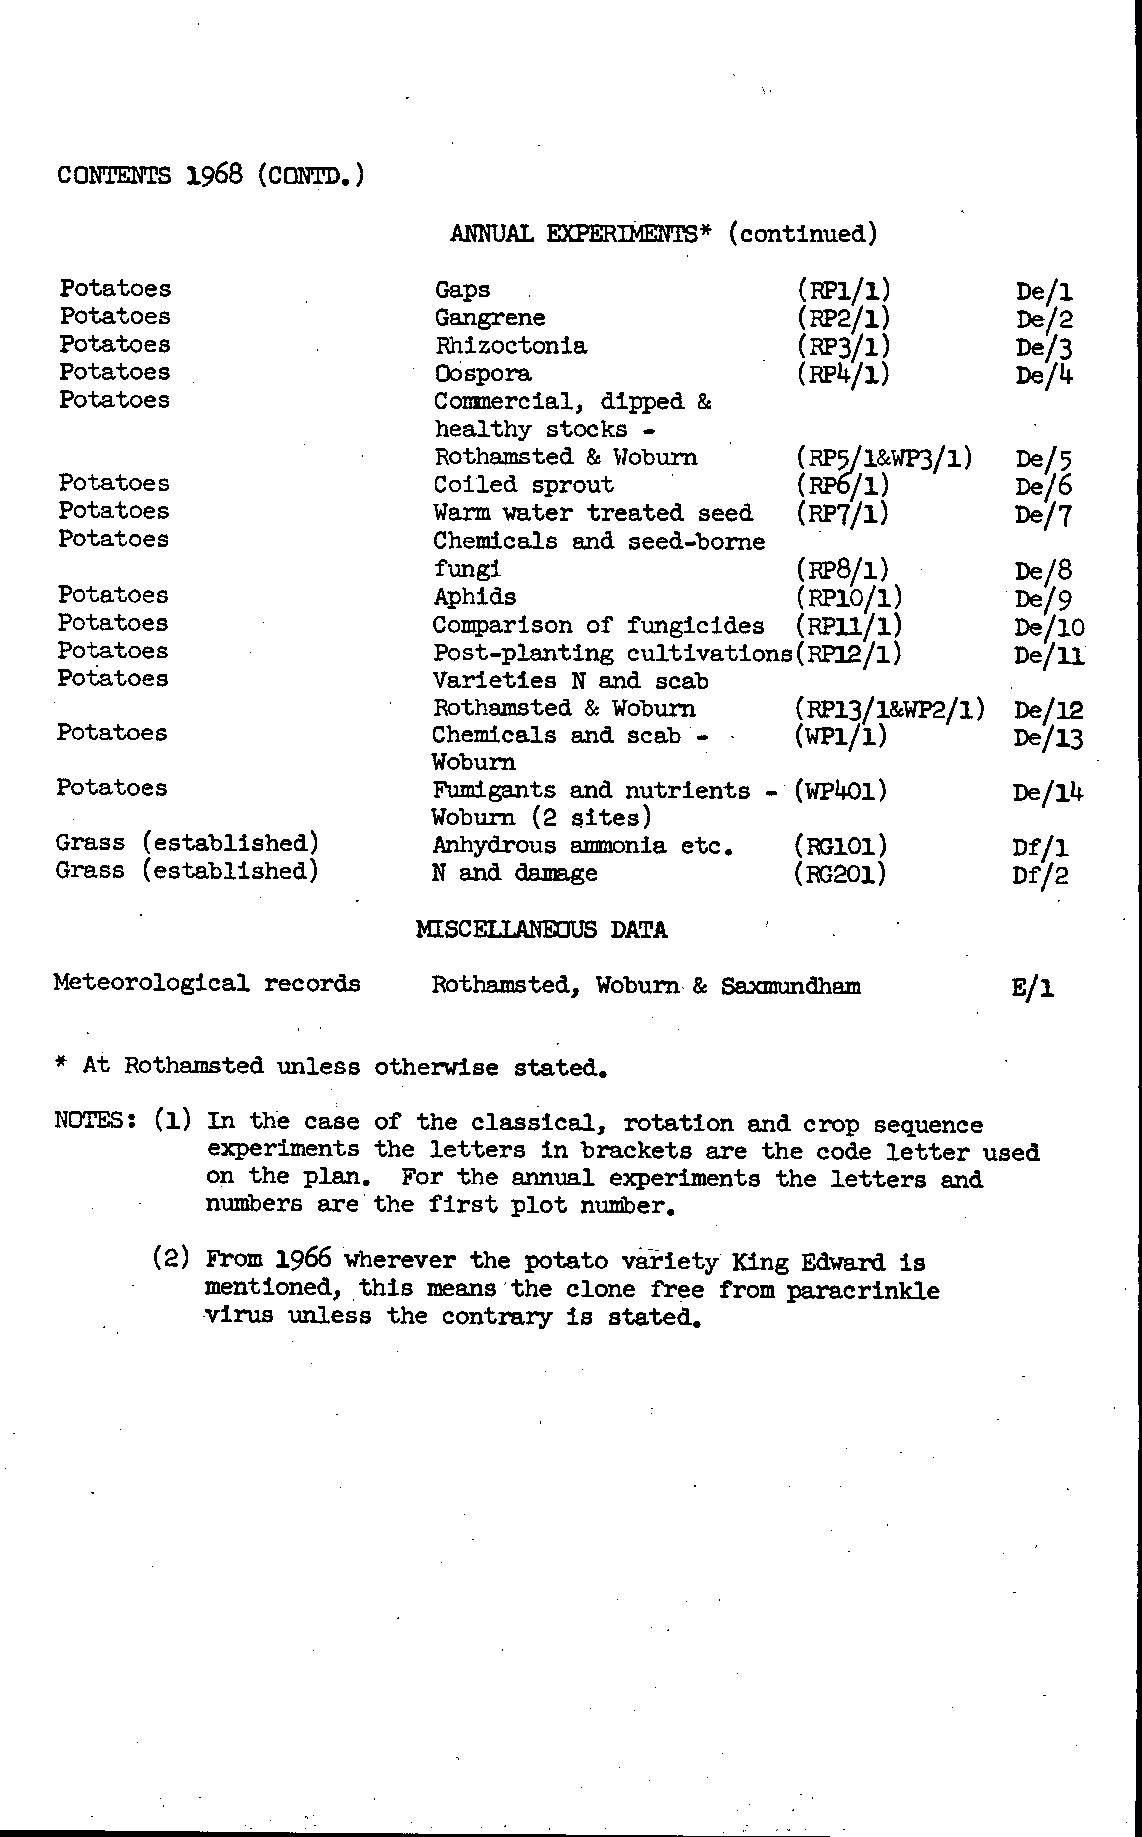 CONTENTS 1968 (CONTD.)
ANNUAL EXPERIMENTS* (continued)
Potatoes Gaps (RP1/1) De/1
Potatoes Gangrene (RP2/1) De/2
Potatoes Rhizoctonia (RP3/1) De/3
Potatoes Oospora (RP4/1) De/4
Potatoes Commercial, dipped &
healthy stocks -
Rothamsted & Woburn (RP5/1&WP3/1) De/5
Potatoes Coiled sprout (RP6/1) De/6
Potatoes Warm water treated seed (RP7/1) De/7
Potatoes Chemicals and seed-borne
fungi (RP8/1) De/8
Potatoes Aphids (RP10/1) De/9
Potatoes Comparison of fungicides (RP11/1) De/10
Potatoes Post-planting cultivations(RP12/1) De/11
Potatoes Varieties N and scab
Rothamsted & Woburn (RP13/1&WP2/1) De/12
Potatoes Chemicals and scab - (WP1/1) De/13
Woburn
Potatoes Fumigants and nutrients - (WP401) De/14
Woburn (2 sites)
Grass (established) Anhydrous ammonia etc. (RG101) Df/1
Grass (established) N and damage (RG201) Df/2
MISCELLANEOUS DATA
Meteorological records Rothamsted, Woburn & Saxmundham E/1
* At Rothamsted unless otherwise stated.
NOTES: (1) In the case of the classical, rotation and crop sequence
experiments the letters in brackets are the code letter used
on the plan. For the annual experiments the letters and
numbers are the first plot number.
(2) From 1966 wherever the potato variety King Edward is
mentioned, this means the clone free from paracrinkle
virus unless the contrary is stated.